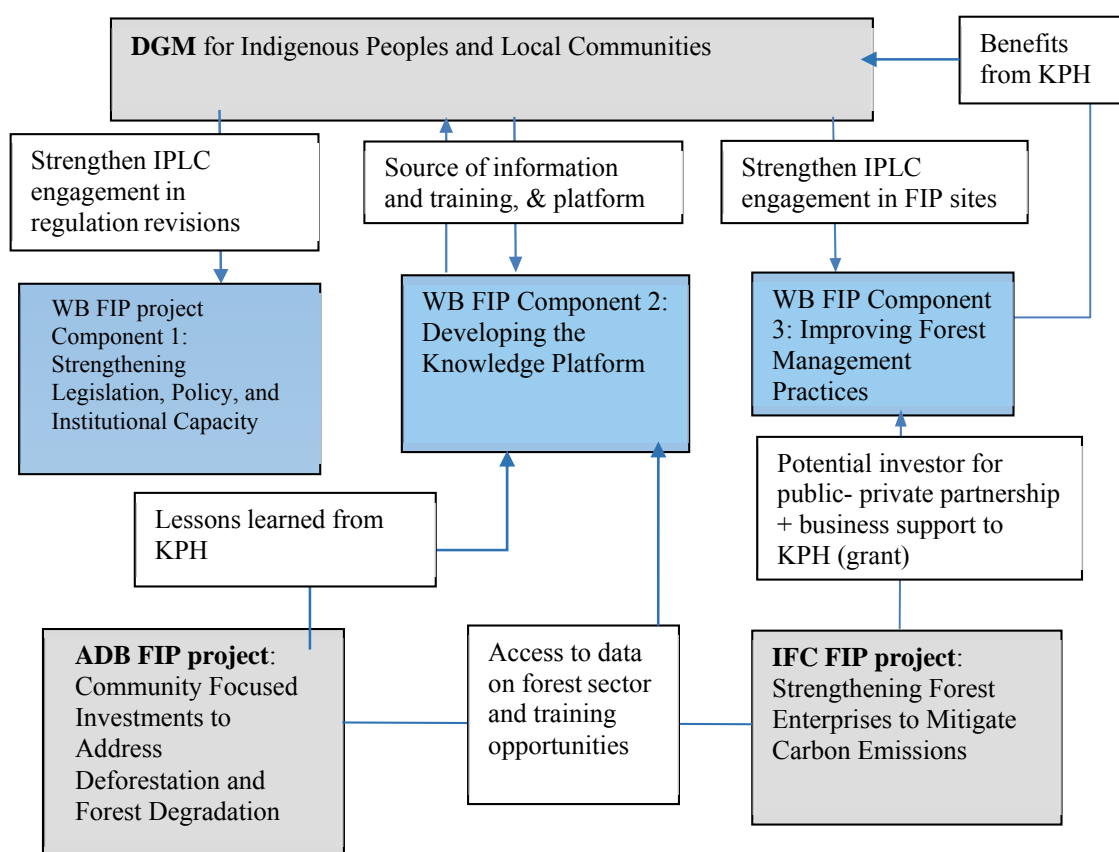 DGM for Indigenous Peoples and Local Communities
Benefits
from KPH
Strengthen IPLC
engagement in
regulation revisions
Source of information
and training, & platform
Strengthen IPLC
engagement in FIP sites
WB FIP project
Component 1:
Strengthening
Legislation, Policy, and
Institutional Capacity
WB FIP Component 2:
Developing the
Knowledge Platform
WB FIP Component
3: Improving Forest
Management
Practices
Lessons learned from
KPH
Potential investor for
public- private partnership
+ business support to
KPH (grant)
ADB FIP project:
Community Focused
Investments to
Address
Deforestation and
Forest Degradation
Access to data
on forest sector
and training
opportunities
IFC FIP project:
Strengthening Forest
Enterprises to Mitigate
Carbon Emissions